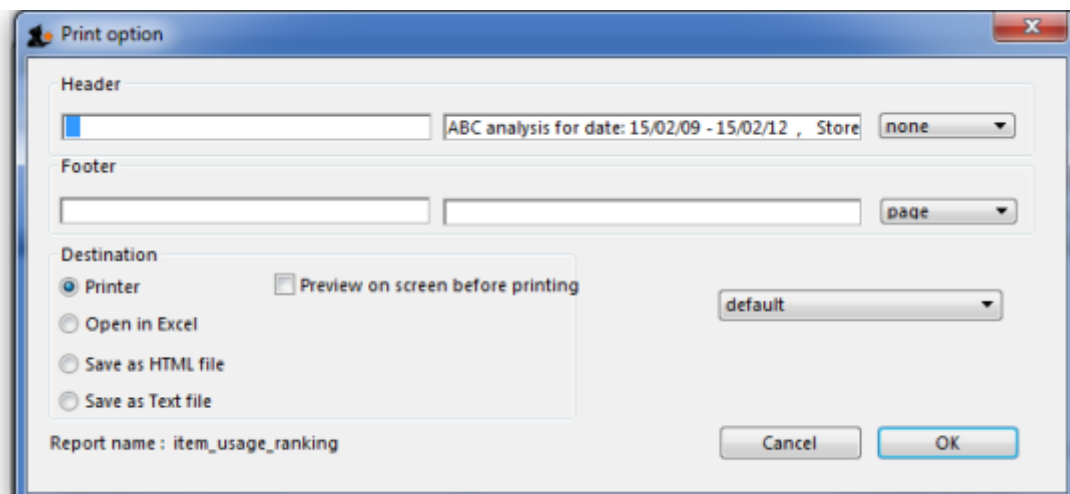 Print option
Header
ABC analysis for date: 15/02/09 - 15/02/12 , Store none
Footer
page
Destination
Printer Preview on screen before printing
default
Open in Excel
Save as HTML file
Save as Text file
Report name : item_usage_ranking Cancel OK